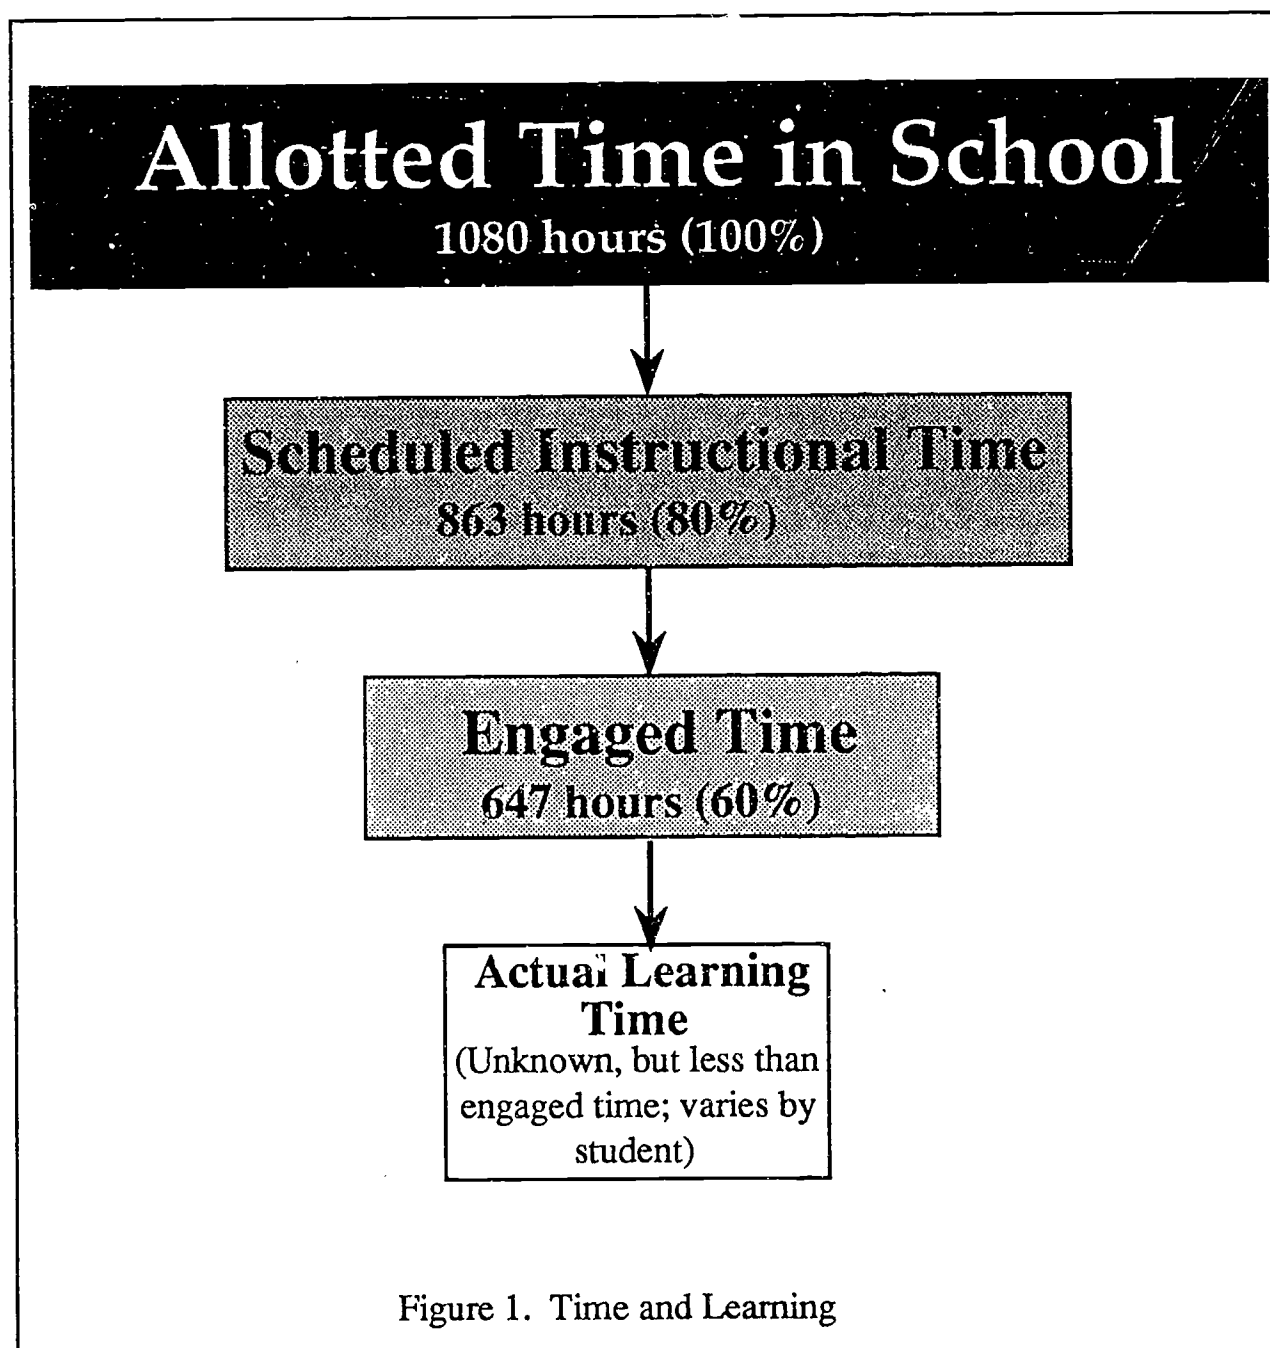 Allotted Time in School
1080 hours (100%)
Scheduled Instructional Time
863 hours (80%)
Engaged Time
647 hours (60%)
Actual Learning
Time
(Unknown, but less than
engaged time; varies by
student)
Figure 1. Time and Learning